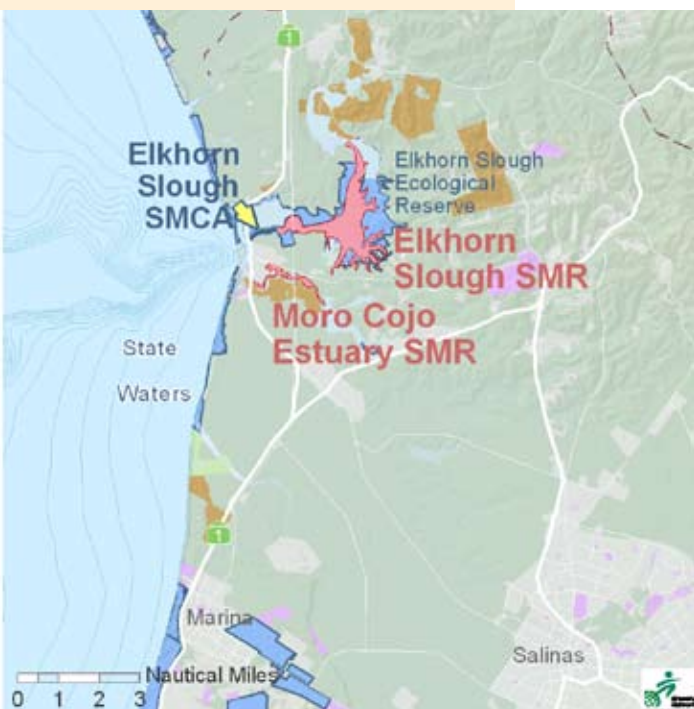 1
Elkhorn
Slough
SMCA
Elkhorn Slough
Ecological
Reserve
Elkhorn
Slough SMR
Moro Cojo
Estuary SMR
State
Waters
1
Marina
Salinas
Nautical Miles
0 1 2 3